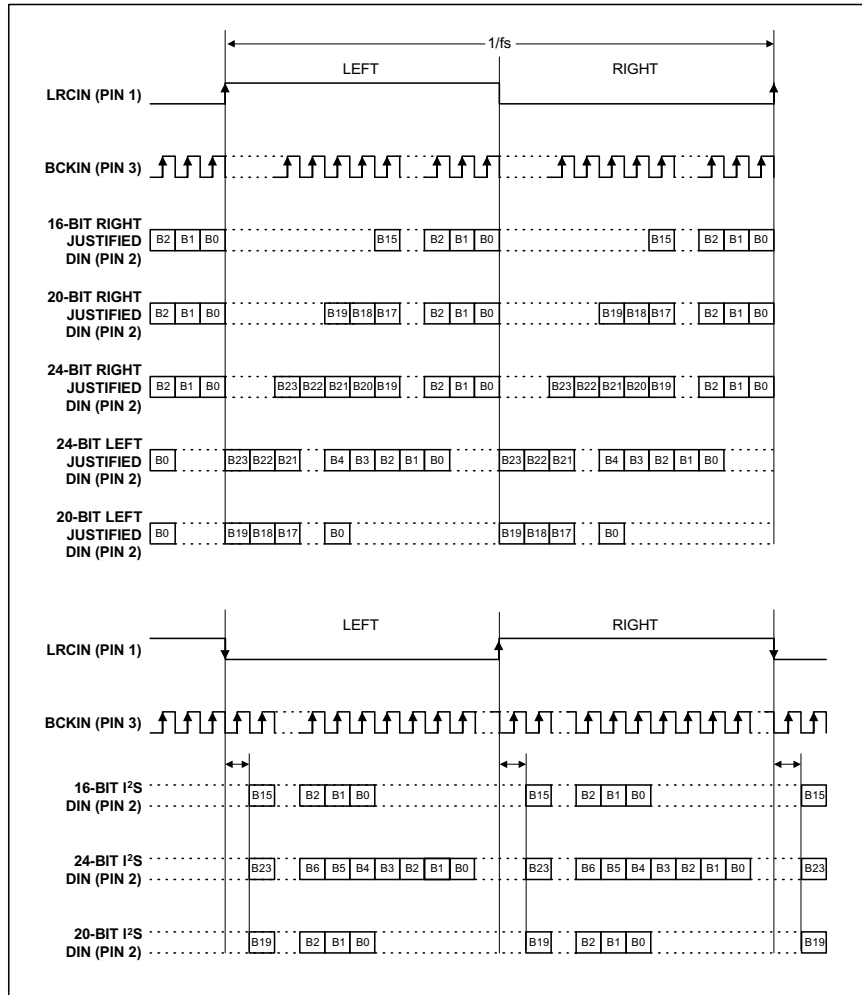 1/fs
LEFT RIGHT
LRCIN (PIN 1)
BCKIN (PIN 3)
16-BIT RIGHT
JUSTIFIED
DIN (PIN 2)
B2 B1 B0 B15 B2 B1 B0 B15 B2 B1 B0
20-BIT RIGHT
JUSTIFIED
DIN (PIN 2)
B2 B1 B0 B19 B18 B17 B2 B1 B0 B19 B18 B17 B2 B1 B0
24-BIT RIGHT
JUSTIFIED
DIN (PIN 2)
B2 B1 B0 B23 B22 B21 B20 B19 B2 B1 B0 B23 B22 B21 B20 B19 B2 B1 B0
24-BIT LEFT
JUSTIFIED
DIN (PIN 2)
B0 B23 B22 B21 B4 B3 B2 B1 B0 B23 B22 B21 B4 B3 B2 B1 B0
20-BIT LEFT
JUSTIFIED
DIN (PIN 2)
B0 B19 B18 B17 B0 B19 B18 B17 B0
LEFT RIGHT
LRCIN (PIN 1)
BCKIN (PIN 3)
16-BIT I²S
DIN (PIN 2)
B15 B2 B1 B0 B15 B2 B1 B0 B15
24-BIT I²S
DIN (PIN 2)
B23 B6 B5 B4 B3 B2 B1 B0 B23 B6 B5 B4 B3 B2 B1 B0 B23
20-BIT I²S
DIN (PIN 2)
B19 B2 B1 B0 B19 B2 B1 B0 B19